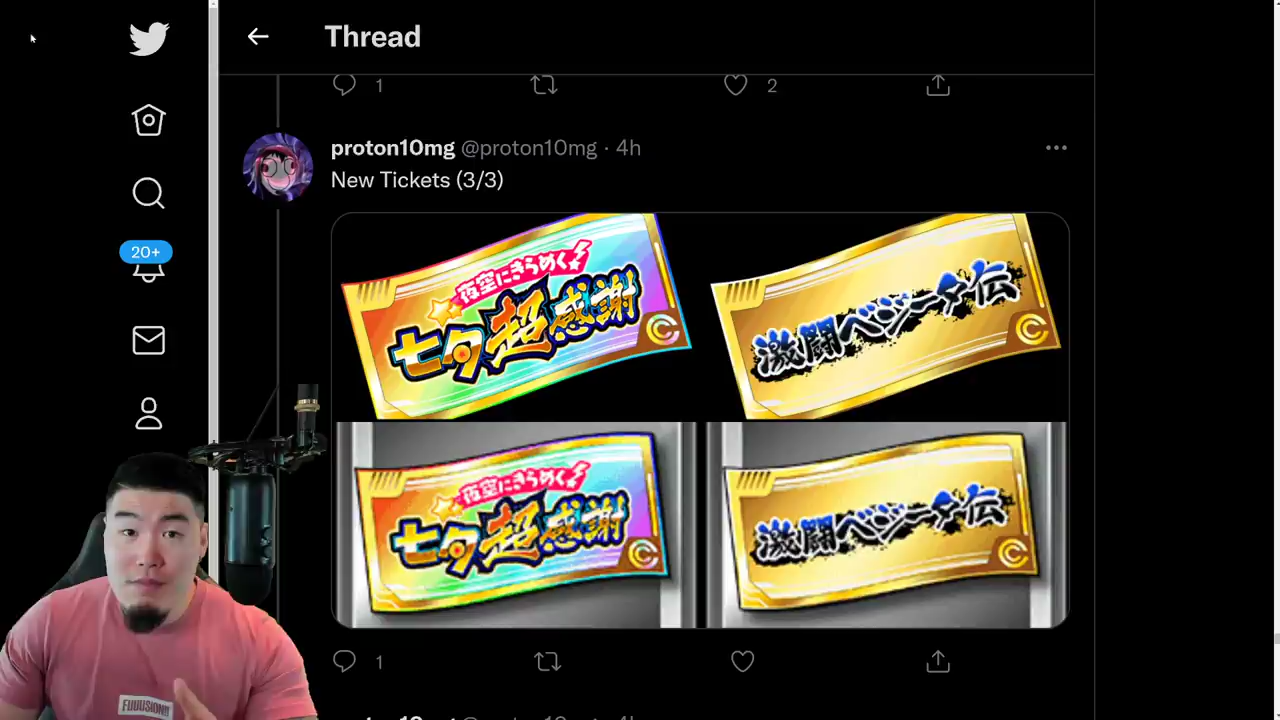 Thread
1
2
proton10mg @proton10mg · 4h
New Tickets (3/3)
20+
夜空にきらめく!
七夕超感謝
激闘ベジータ伝
夜空にきらめく!
七夕超感謝
激闘ベジータ伝
FUUUSION!!
1